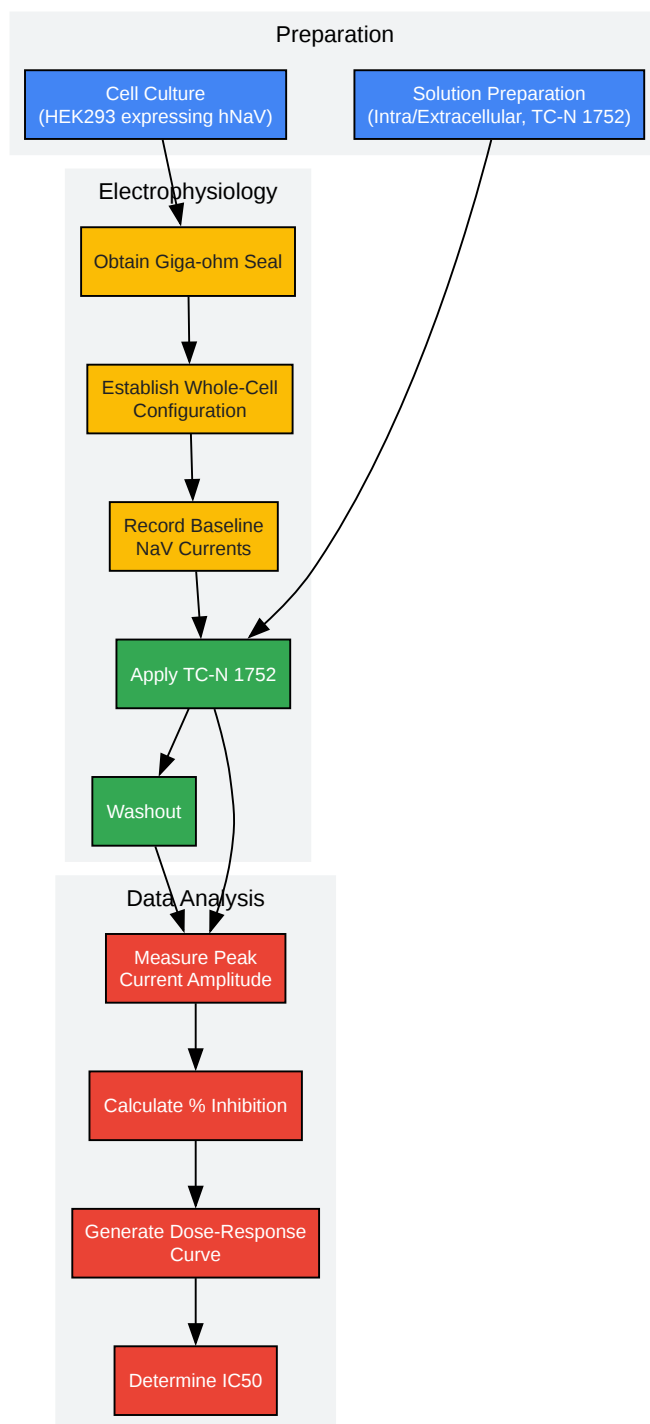 Preparation
Cell Culture
(HEK293 expressing hNaV)
Solution Preparation
(Intra/Extracellular, TC-N 1752)
Electrophysiology
Obtain Giga-ohm Seal
Establish Whole-Cell
Configuration
Record Baseline
NaV Currents
Apply TC-N 1752
Washout
Data Analysis
Measure Peak
Current Amplitude
Calculate % Inhibition
Generate Dose-Response
Curve
Determine IC50